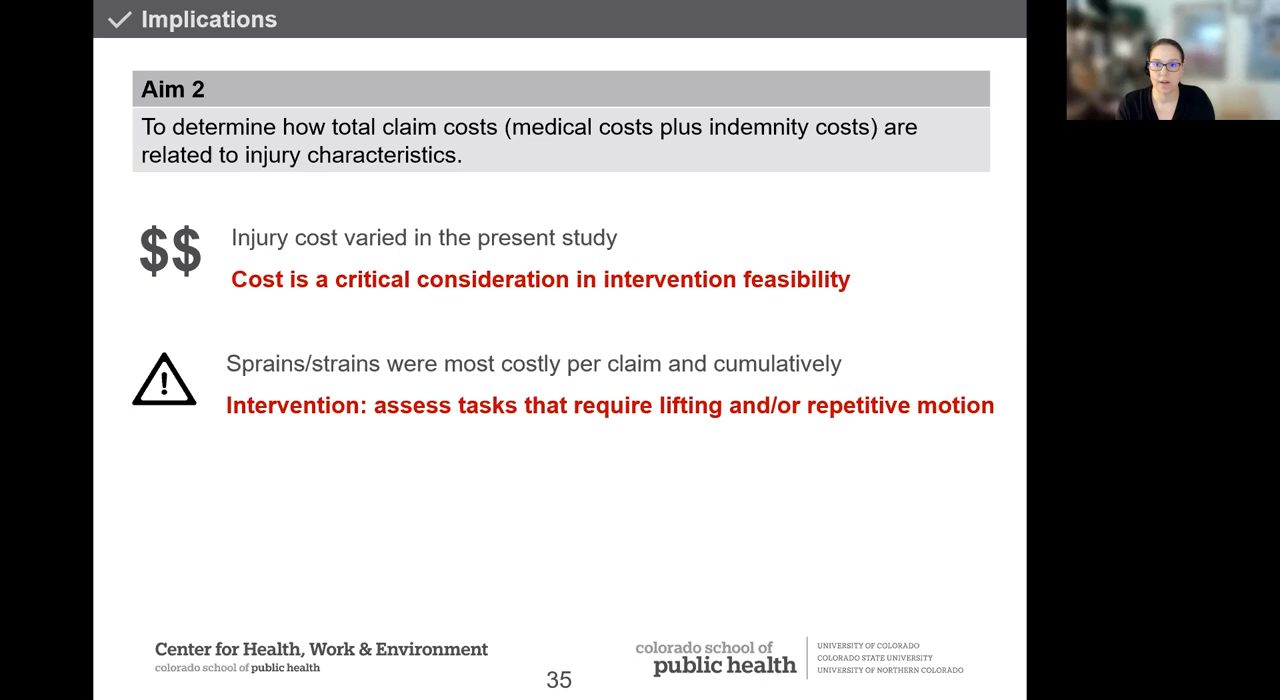 Implications
Aim 2
To determine how total claim costs (medical costs plus indemnity costs) are
related to injury characteristics.
$$
Injury cost varied in the present study
Cost is a critical consideration in intervention feasibility
!
Sprains/strains were most costly per claim and cumulatively
Intervention: assess tasks that require lifting and/or repetitive motion
Center for Health, Work & Environment
colorado school of public health
35
colorado school of
public health
UNIVERSITY OF COLORADO
COLORADO STATE UNIVERSITY
UNIVERSITY OF NORTHERN COLORADO